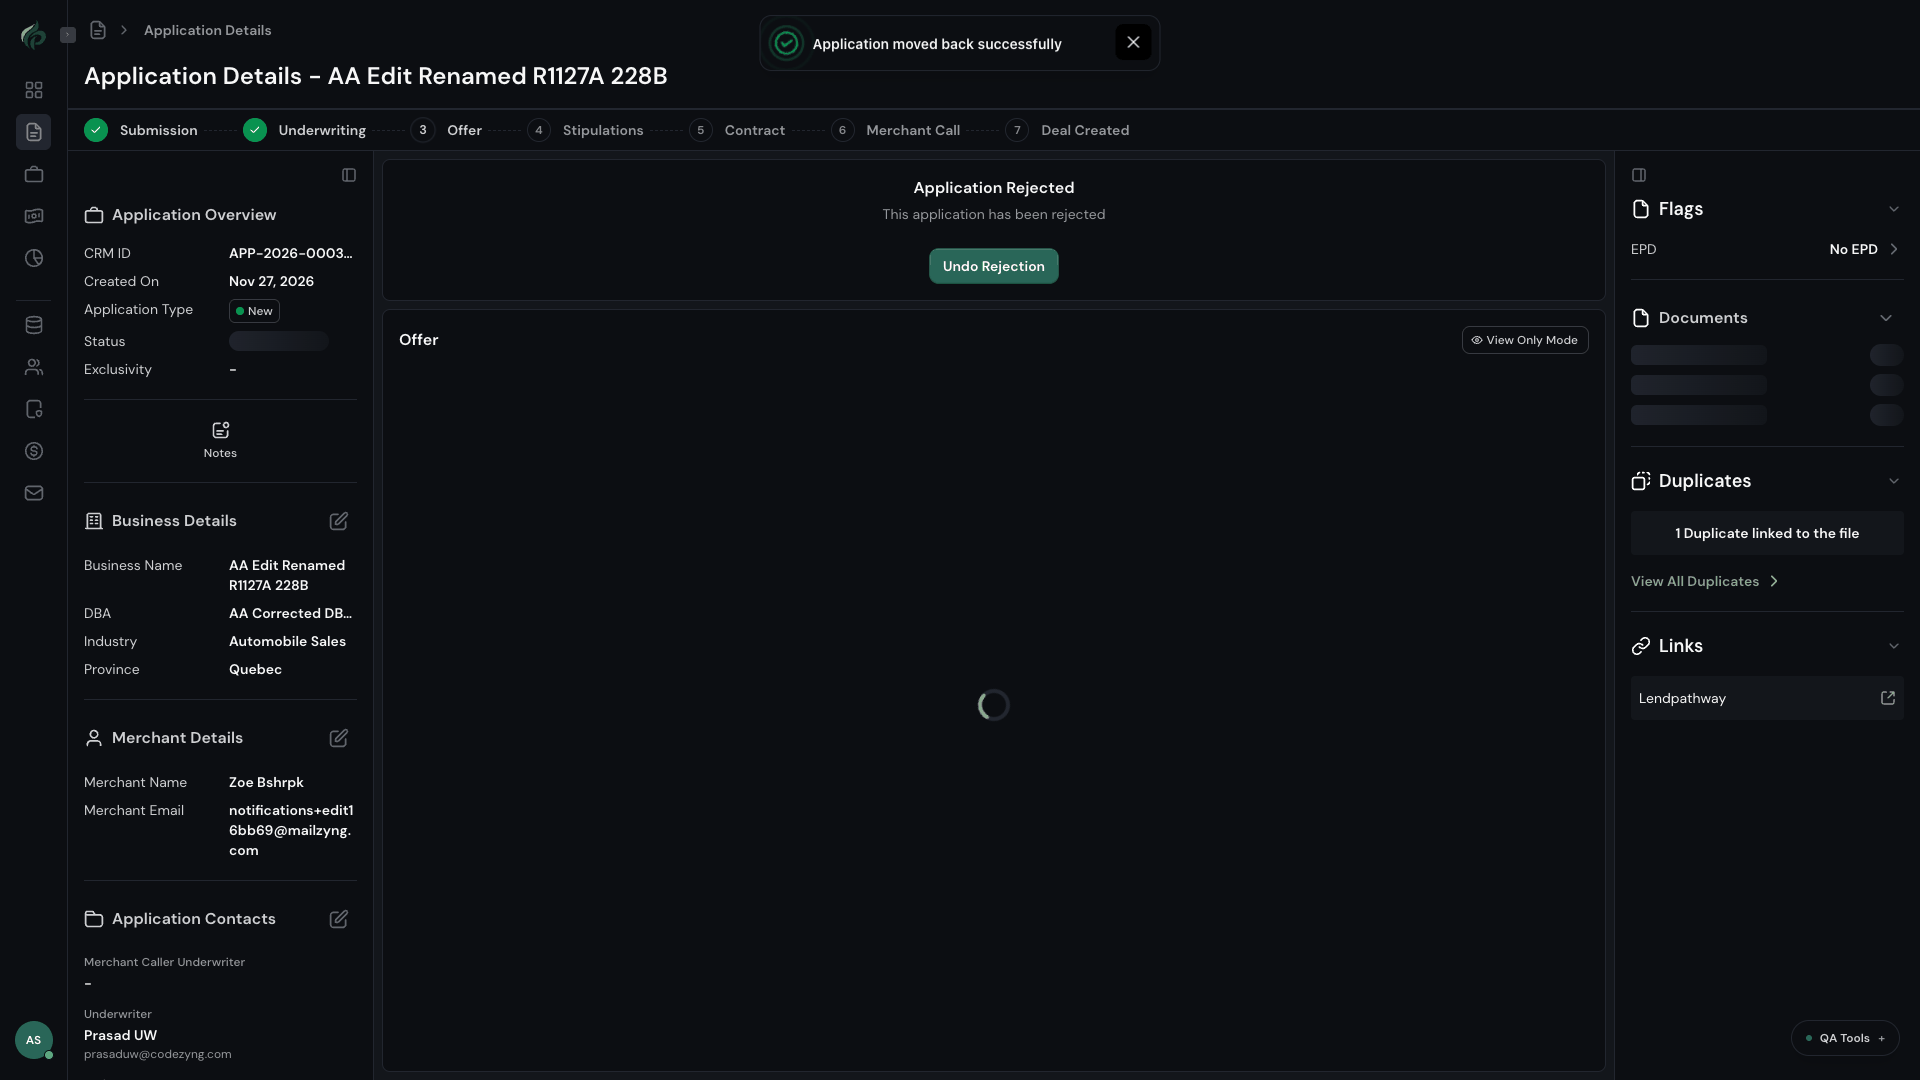 Application Details
Application moved back successfully
Application Details - AA Edit Renamed R1127A 228B
Submission
Underwriting
3 Offer
4 Stipulations
5 Contract
6 Merchant Call
7 Deal Created
Application Overview
CRM ID APP-2026-0003...
Created On Nov 27, 2026
Application Type New
Status
Exclusivity -
Notes
Business Details
Business Name AA Edit Renamed
R1127A 228B
DBA AA Corrected DB...
Industry Automobile Sales
Province Quebec
Merchant Details
Merchant Name Zoe Bshrpk
Merchant Email notifications+edit1
6bb69@mailzyng.
com
Application Contacts
Merchant Caller Underwriter
-
Underwriter
Prasad UW
prasaduw@codezyng.com
AS
Application Rejected
This application has been rejected
Undo Rejection
Offer
View Only Mode
Flags
EPD No EPD
Documents
Duplicates
1 Duplicate linked to the file
View All Duplicates
Links
Lendpathway
QA Tools +